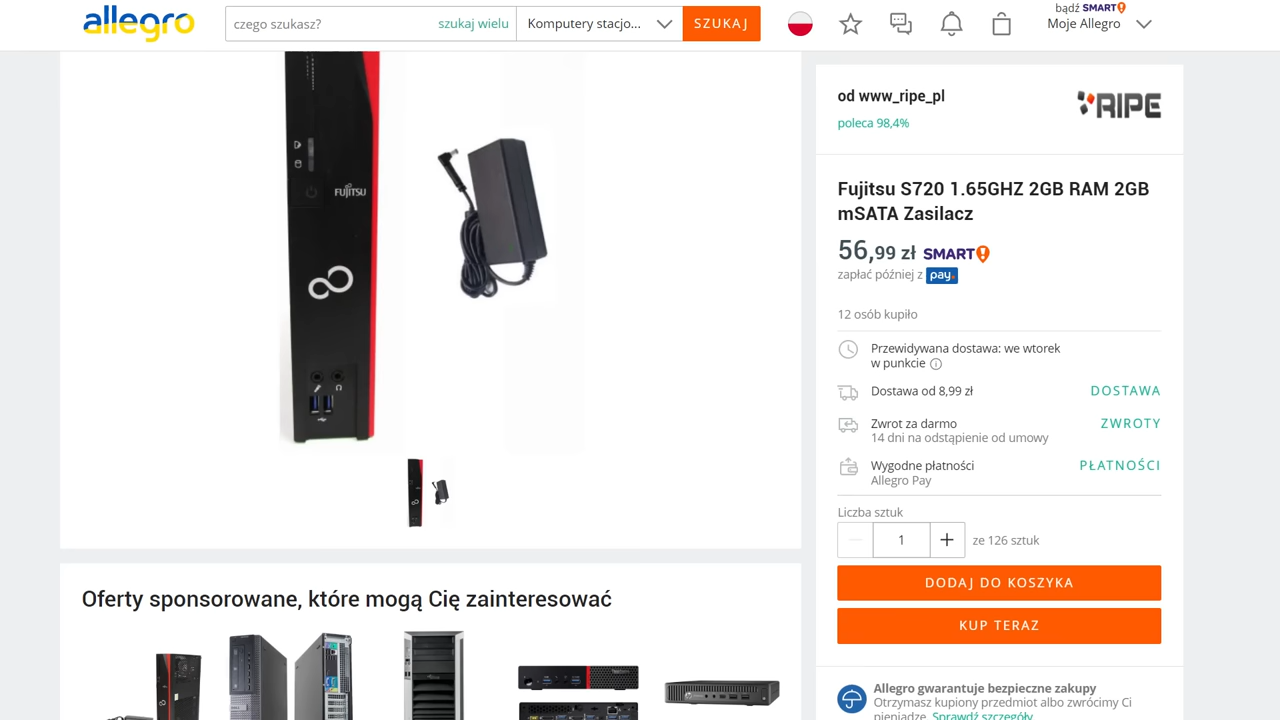 allegro
czego szukasz?
szukaj wielu
Komputery stacjo...
SZUKAJ
bądź SMART!
Moje Allegro
FUJITSU
od www_ripe_pl
poleca 98,4%
RIPE
Fujitsu S720 1.65GHZ 2GB RAM 2GB
mSATA Zasilacz
56,99 zł SMART!
zapłać później z pay
12 osób kupiło
Przewidywana dostawa: we wtorek
w punkcie
Dostawa od 8,99 zł
DOSTAWA
Zwrot za darmo
ZWROTY
14 dni na odstąpienie od umowy
Wygodne płatności
PŁATNOŚCI
Allegro Pay
Liczba sztuk
1
ze 126 sztuk
DODAJ DO KOSZYKA
KUP TERAZ
Oferty sponsorowane, które mogą Cię zainteresować
Allegro gwarantuje bezpieczne zakupy
Otrzymasz kupiony przedmiot albo zwrócimy Ci
pieniądze. Sprawdź szczegóły